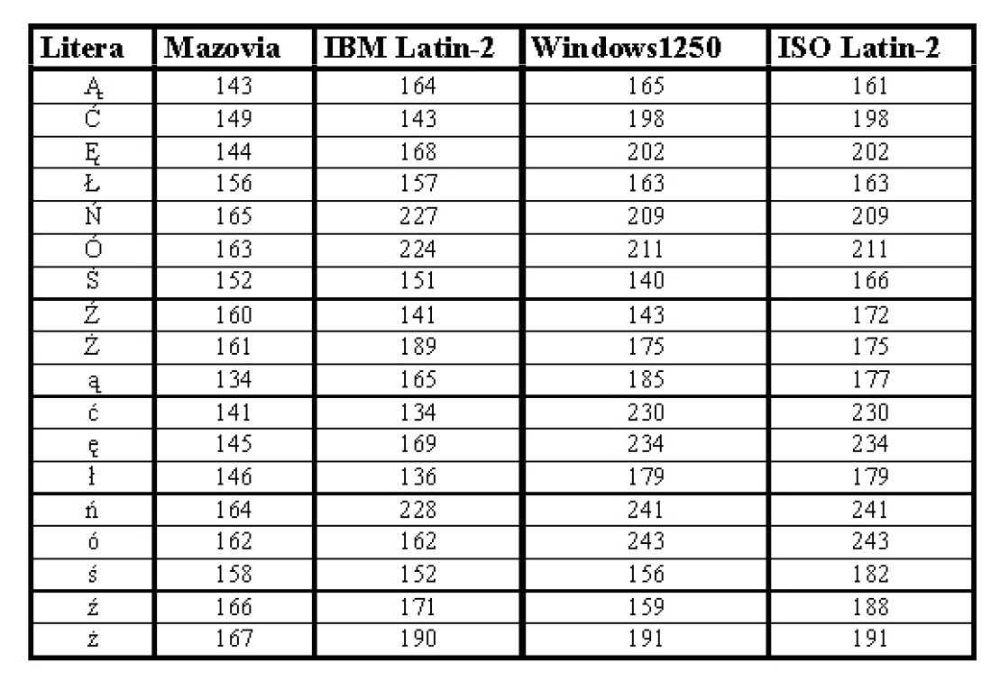 Litera Mazovia IBM Latin-2 Windows1250 ISO Latin-2
Ą 143 164 165 161
Ć 149 143 198 198
Ę 144 168 202 202
Ł 156 157 163 163
Ń 165 227 209 209
Ó 163 224 211 211
Ś 152 151 140 166
Ź 160 141 143 172
Ż 161 189 175 175
ą 134 165 185 177
ć 141 134 230 230
ę 145 169 234 234
ł 146 136 179 179
ń 164 228 241 241
ó 162 162 243 243
ś 158 152 156 182
ź 166 171 159 188
ż 167 190 191 191